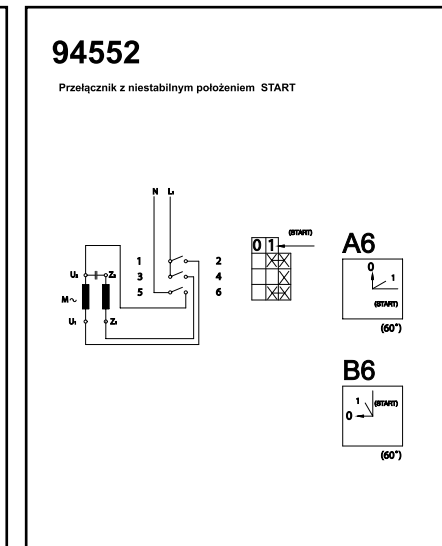 94552
Przełącznik z niestabilnym położeniem START
N L₁
1 2
3 4
5 6
U₂ Z₂
M~
U₁ Z₁
(START)
0 1
A6
0
1
(START)
(60°)
B6
1 (START)
0
(60°)